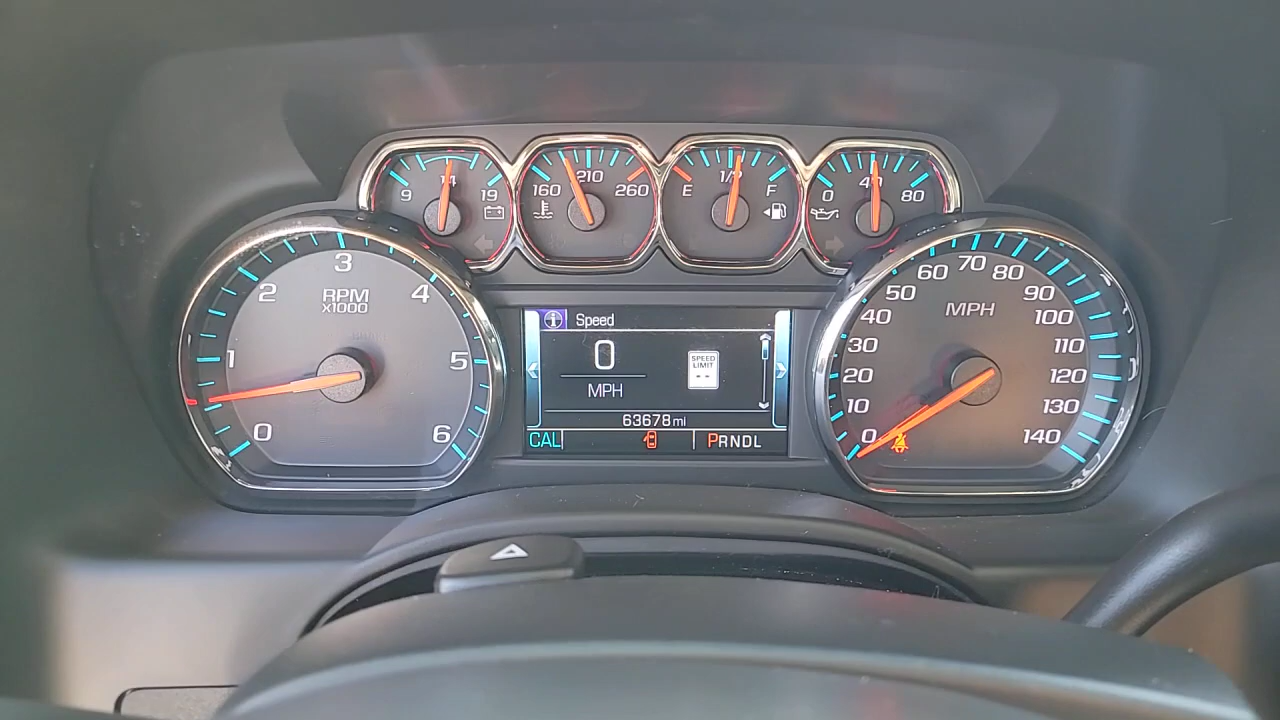 9 14 19
160 210 260
E 1/2 F
0 40 80
0 1 2 3 4 5 6
RPM
x1000
Speed
0
MPH
SPEED
LIMIT
--
63678 mi
CAL
PRNDL
0 10 20 30 40 50 60 70 80 90 100 110 120 130 140
MPH